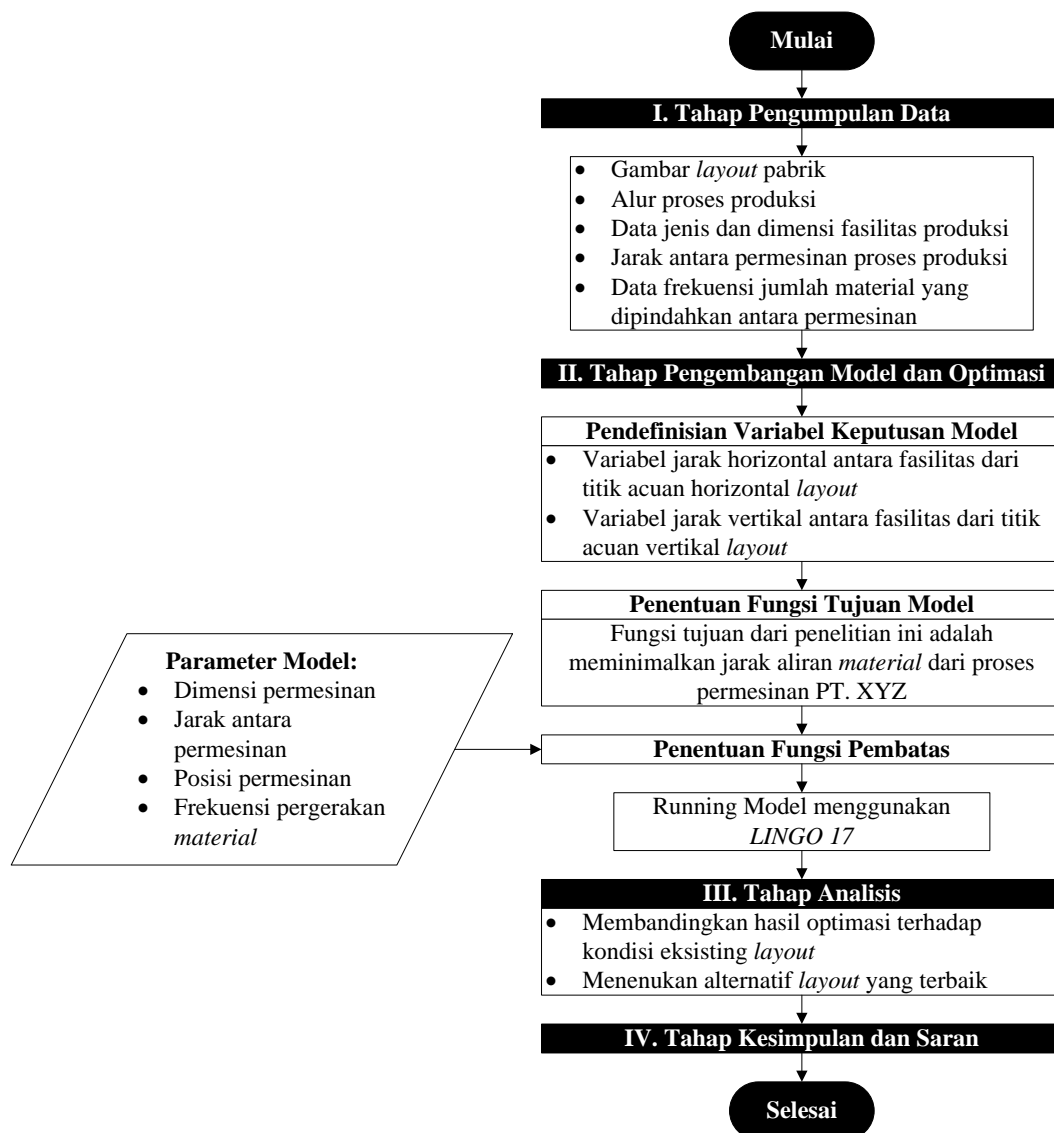 Mulai
I. Tahap Pengumpulan Data
• Gambar layout pabrik
• Alur proses produksi
• Data jenis dan dimensi fasilitas produksi
• Jarak antara permesinan proses produksi
• Data frekuensi jumlah material yang
dipindahkan antara permesinan
II. Tahap Pengembangan Model dan Optimasi
Pendefinisian Variabel Keputusan Model
• Variabel jarak horizontal antara fasilitas dari
titik acuan horizontal layout
• Variabel jarak vertikal antara fasilitas dari titik
acuan vertikal layout
Penentuan Fungsi Tujuan Model
Fungsi tujuan dari penelitian ini adalah
meminimalkan jarak aliran material dari proses
permesinan PT. XYZ
Parameter Model:
• Dimensi permesinan
• Jarak antara
permesinan
• Posisi permesinan
• Frekuensi pergerakan
material
Penentuan Fungsi Pembatas
Running Model menggunakan
LINGO 17
III. Tahap Analisis
• Membandingkan hasil optimasi terhadap
kondisi eksisting layout
• Menenukan alternatif layout yang terbaik
IV. Tahap Kesimpulan dan Saran
Selesai